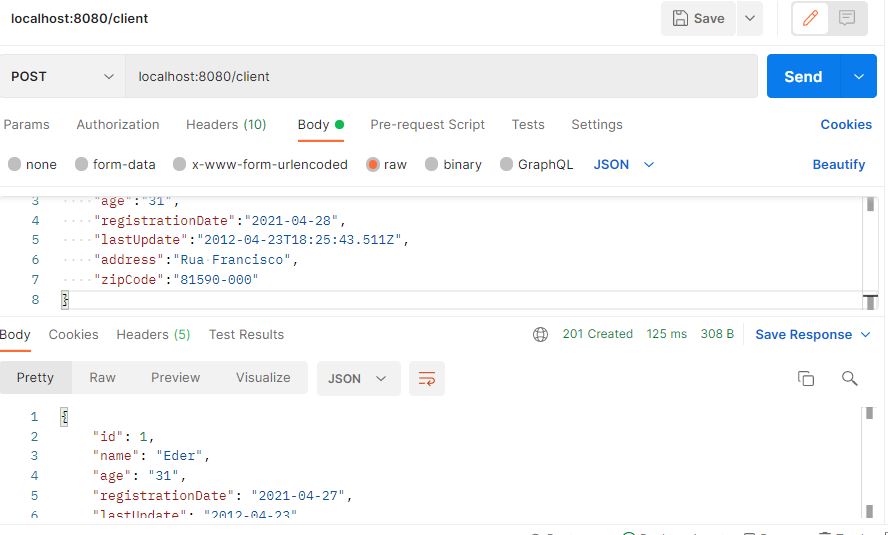 localhost:8080/client
Save
POST localhost:8080/client Send
Params Authorization Headers (10) Body Pre-request Script Tests Settings Cookies
none form-data x-www-form-urlencoded raw binary GraphQL JSON Beautify
3 "age":"31",
4 "registrationDate":"2021-04-28",
5 "lastUpdate":"2012-04-23T18:25:43.511Z",
6 "address":"Rua Francisco",
7 "zipCode":"81590-000"
8 }
Body Cookies Headers (5) Test Results 201 Created 125 ms 308 B Save Response
Pretty Raw Preview Visualize JSON
1 {
2 "id": 1,
3 "name": "Eder",
4 "age": "31",
5 "registrationDate": "2021-04-27",
6 "lastUpdate": "2012-04-23"